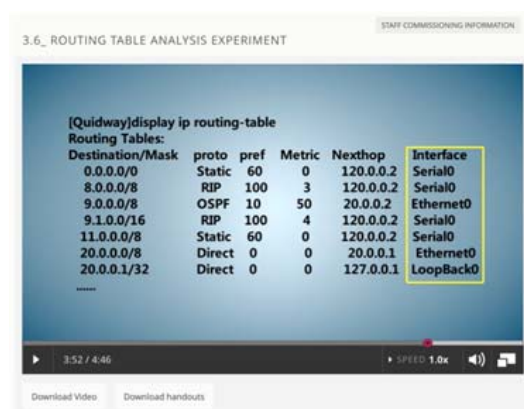 STAFF COMMISSIONING INFORMATION
3.6_ ROUTING TABLE ANALYSIS EXPERIMENT
[Quidway]display ip routing-table
Routing Tables:
Destination/Mask proto pref Metric Nexthop Interface
0.0.0.0/0 Static 60 0 120.0.0.2 Serial0
8.0.0.0/8 RIP 100 3 120.0.0.2 Serial0
9.0.0.0/8 OSPF 10 50 20.0.0.2 Ethernet0
9.1.0.0/16 RIP 100 4 120.0.0.2 Serial0
11.0.0.0/8 Static 60 0 120.0.0.2 Serial0
20.0.0.0/8 Direct 0 0 20.0.0.1 Ethernet0
20.0.0.1/32 Direct 0 0 127.0.0.1 LoopBack0
......
3:52 / 4:46 SPEED 1.0x
Download Video Download handouts